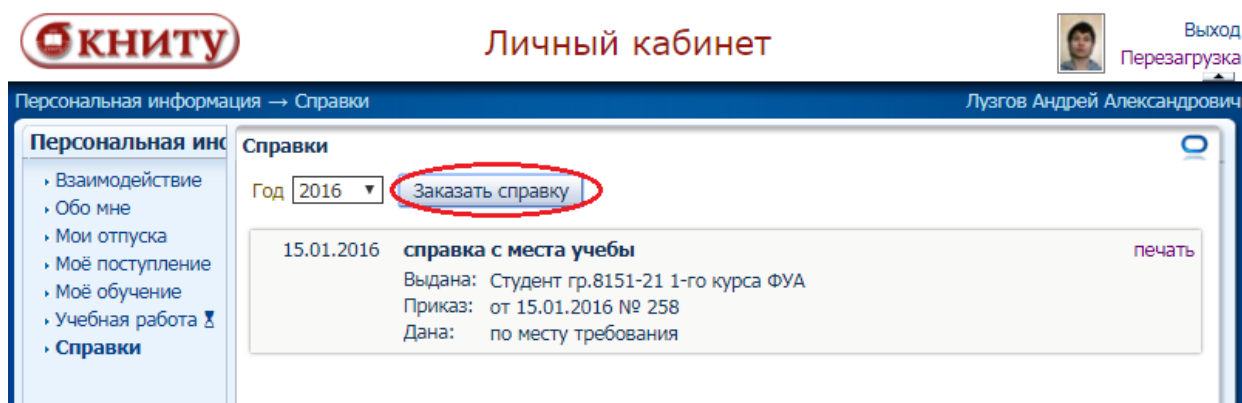 КНИТУ
Личный кабинет
Выход
Перезагрузка
Персональная информация → Справки
Лузгов Андрей Александрович
Персональная инс
Взаимодействие
Обо мне
Мои отпуска
Моё поступление
Моё обучение
Учебная работа
Справки
Справки
Год 2016 Заказать справку
15.01.2016 справка с места учебы печать
Выдана: Студент гр.8151-21 1-го курса ФУА
Приказ: от 15.01.2016 № 258
Дана: по месту требования